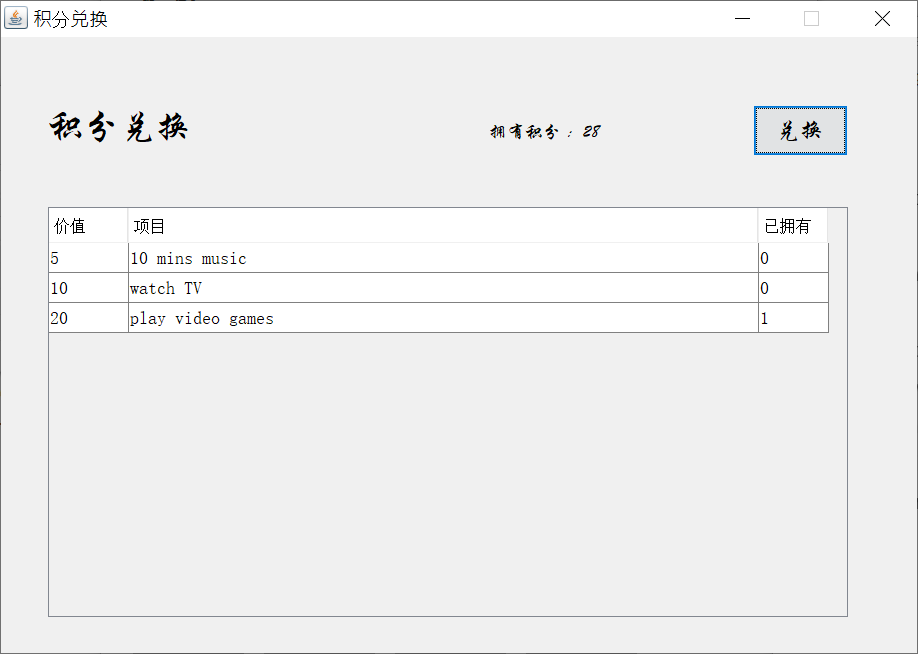 积分兑换
积分兑换
拥有积分：28
兑换
价值 项目 已拥有
5 10 mins music 0
10 watch TV 0
20 play video games 1